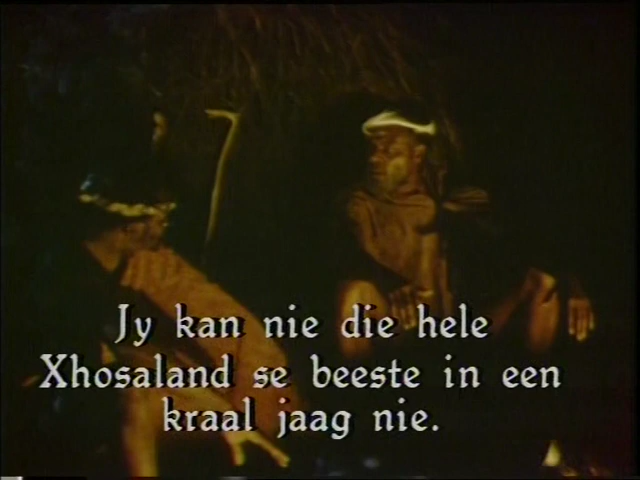 Jy kan nie die hele
Xhosaland se beeste in een
kraal jaag nie.